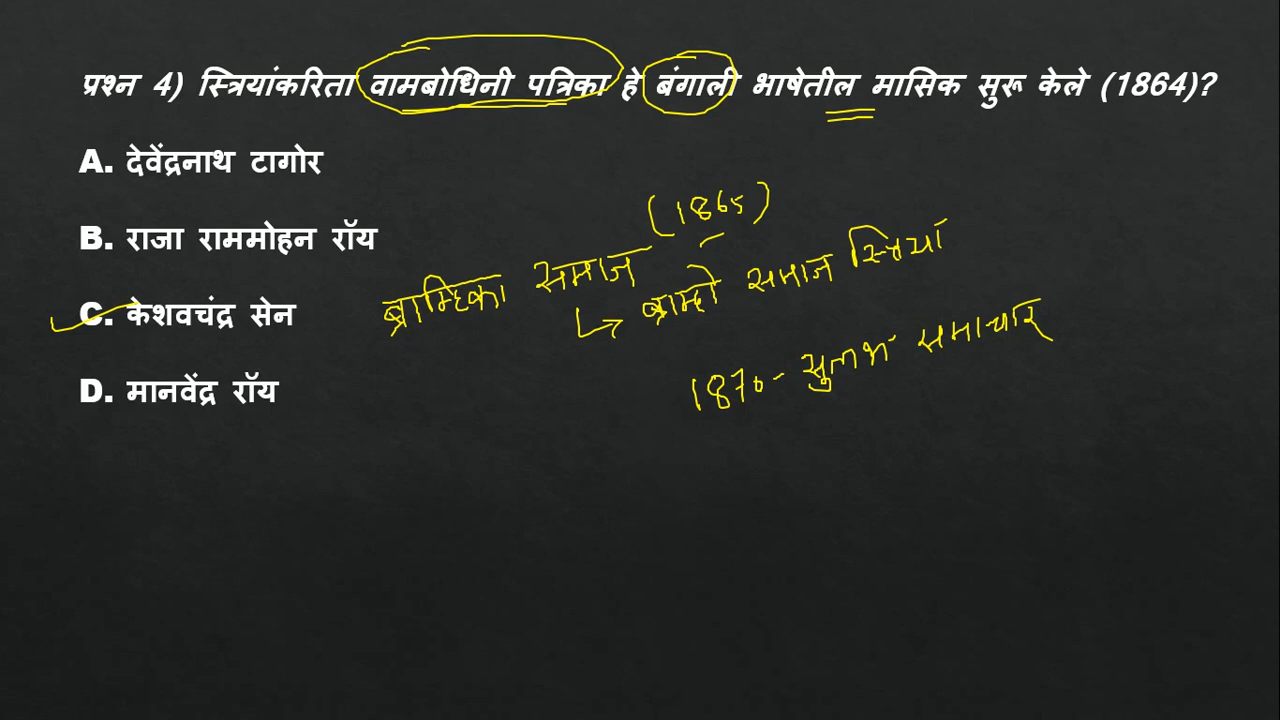 प्रश्न 4) स्त्रियांकरिता वामबोधिनी पत्रिका हे बंगाली भाषेतील मासिक सुरू केले (1864)?
A. देवेंद्रनाथ टागोर
B. राजा राममोहन रॉय
(1865)
ब्राम्हिका समाज
↳ ब्राम्हो समाज स्त्रिया
C. केशवचंद्र सेन
1870 - सुलभ समाचार
D. मानवेंद्र रॉय